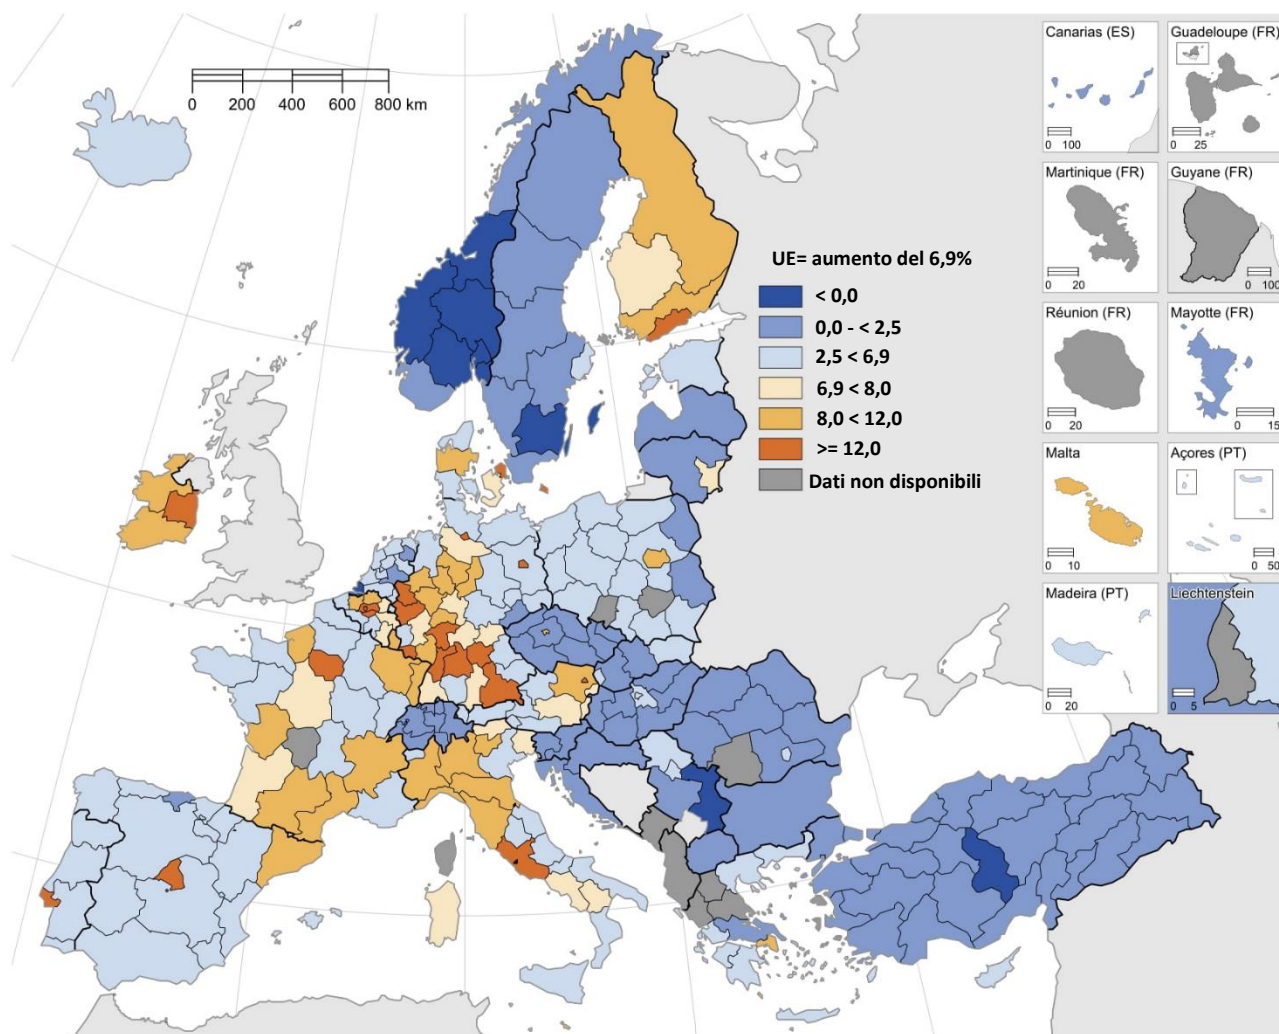 0 200 400 600 800 km
UE= aumento del 6,9%
< 0,0
0,0 - < 2,5
2,5 < 6,9
6,9 < 8,0
8,0 < 12,0
>= 12,0
Dati non disponibili
Canarias (ES)
0 100
Guadeloupe (FR)
0 25
Martinique (FR)
0 20
Guyane (FR)
0 100
Réunion (FR)
0 20
Mayotte (FR)
0 15
Malta
0 10
Açores (PT)
0 50
Madeira (PT)
0 20
Liechtenstein
0 5